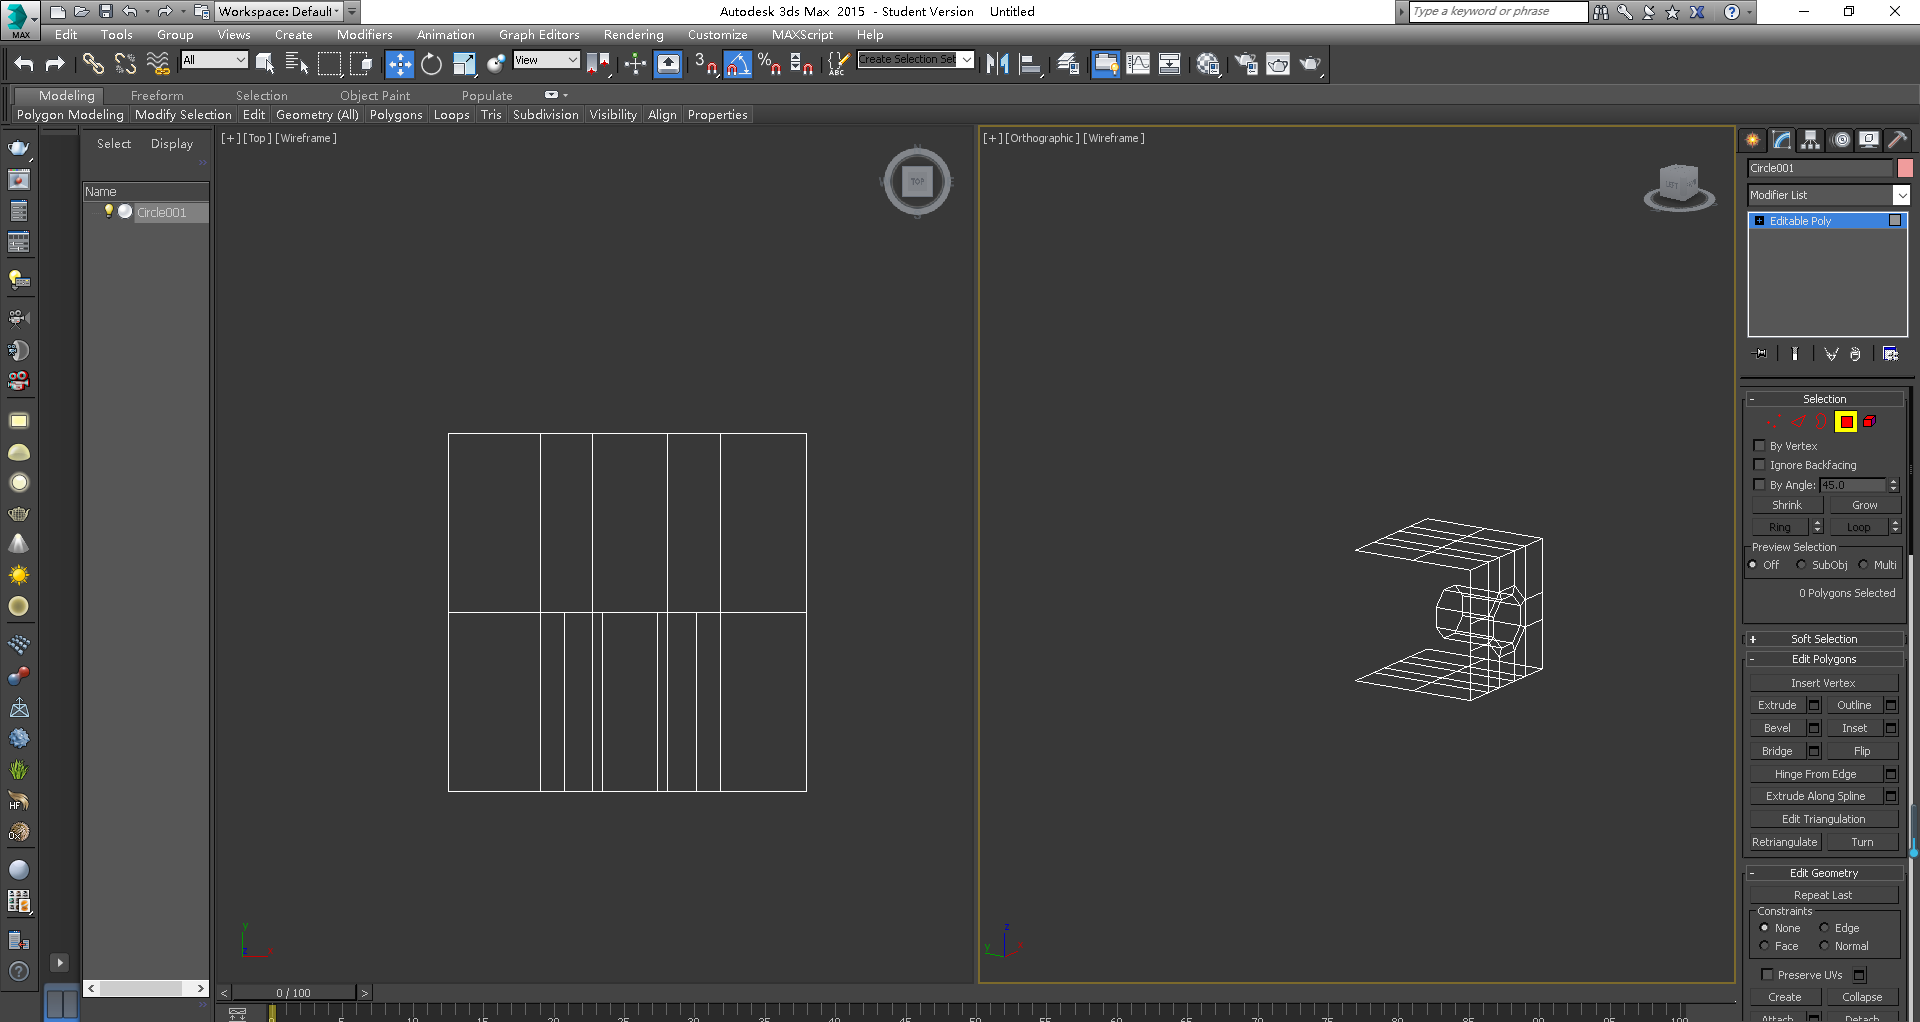 Workspace: Default
Autodesk 3ds Max 2015 - Student Version Untitled
Type a keyword or phrase
MAX
Edit Tools Group Views Create Modifiers Animation Graph Editors Rendering Customize MAXScript Help
All
View
3
%
ABC
Create Selection Set
Modeling Freeform Selection Object Paint Populate
Polygon Modeling Modify Selection Edit Geometry (All) Polygons Loops Tris Subdivision Visibility Align Properties
Select Display
Name
Circle001
[+][Top][Wireframe]
TOP
[+][Orthographic][Wireframe]
LEFT
Circle001
Modifier List
Editable Poly
Selection
By Vertex
Ignore Backfacing
By Angle: 45.0
Shrink Grow
Ring Loop
Preview Selection
Off SubObj Multi
0 Polygons Selected
+ Soft Selection
- Edit Polygons
Insert Vertex
Extrude Outline
Bevel Inset
Bridge Flip
Hinge From Edge
Extrude Along Spline
Edit Triangulation
Retriangulate Turn
- Edit Geometry
Repeat Last
Constraints
None Edge
Face Normal
Preserve UVs
Create Collapse
Attach Detach
HF
y
x
z
y
x
< 0 / 100 >
0 5 10 15 20 25 30 35 40 45 50 55 60 65 70 75 80 85 90 95 100